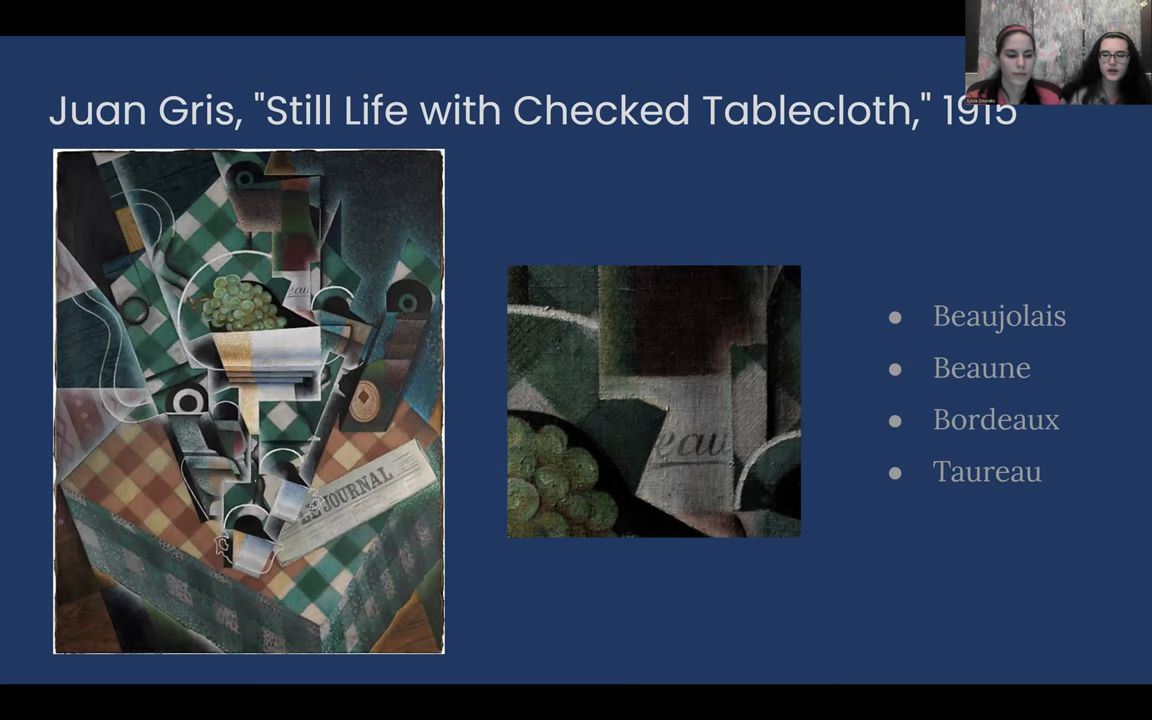 Juan Gris, "Still Life with Checked Tablecloth," 1915
eau
LE JOURNAL
eau
● Beaujolais
● Beaune
● Bordeaux
● Taureau